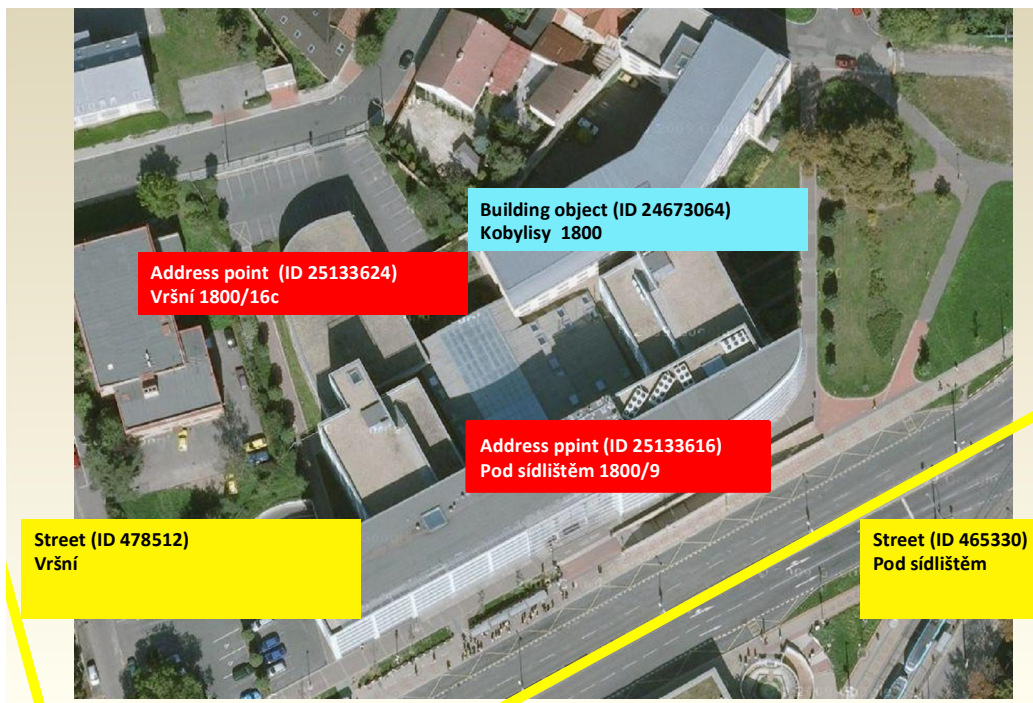 Building object (ID 24673064)
Kobylisy  1800
Address point  (ID 25133624)
Vršní 1800/16c
Address ppint (ID 25133616)
Pod sídlištěm 1800/9
Street (ID 478512)
Vršní
Street (ID 465330)
Pod sídlištěm